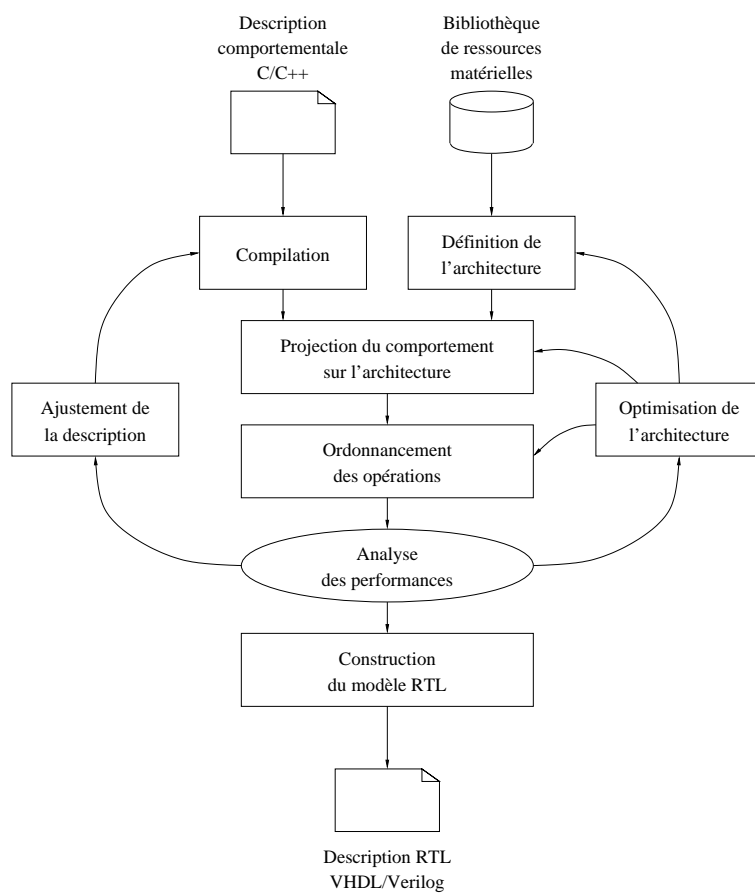 Description
comportementale
C/C++
Bibliothèque
de ressources
matérielles
Compilation
Définition de
l'architecture
Projection du comportement
sur l'architecture
Ajustement de
la description
Optimisation de
l'architecture
Ordonnancement
des opérations
Analyse
des performances
Construction
du modèle RTL
Description RTL
VHDL/Verilog